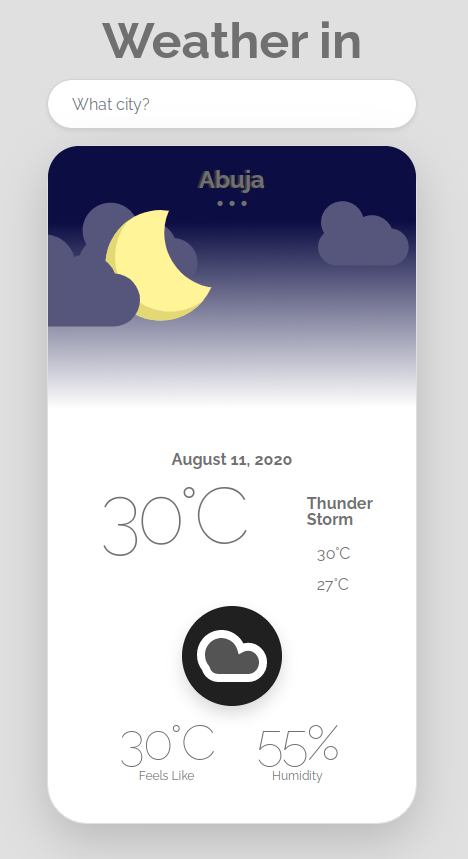 Weather in
What city?
Abuja
August 11, 2020
30°C
Thunder
Storm
30°C
27°C
30°C
Feels Like
55%
Humidity